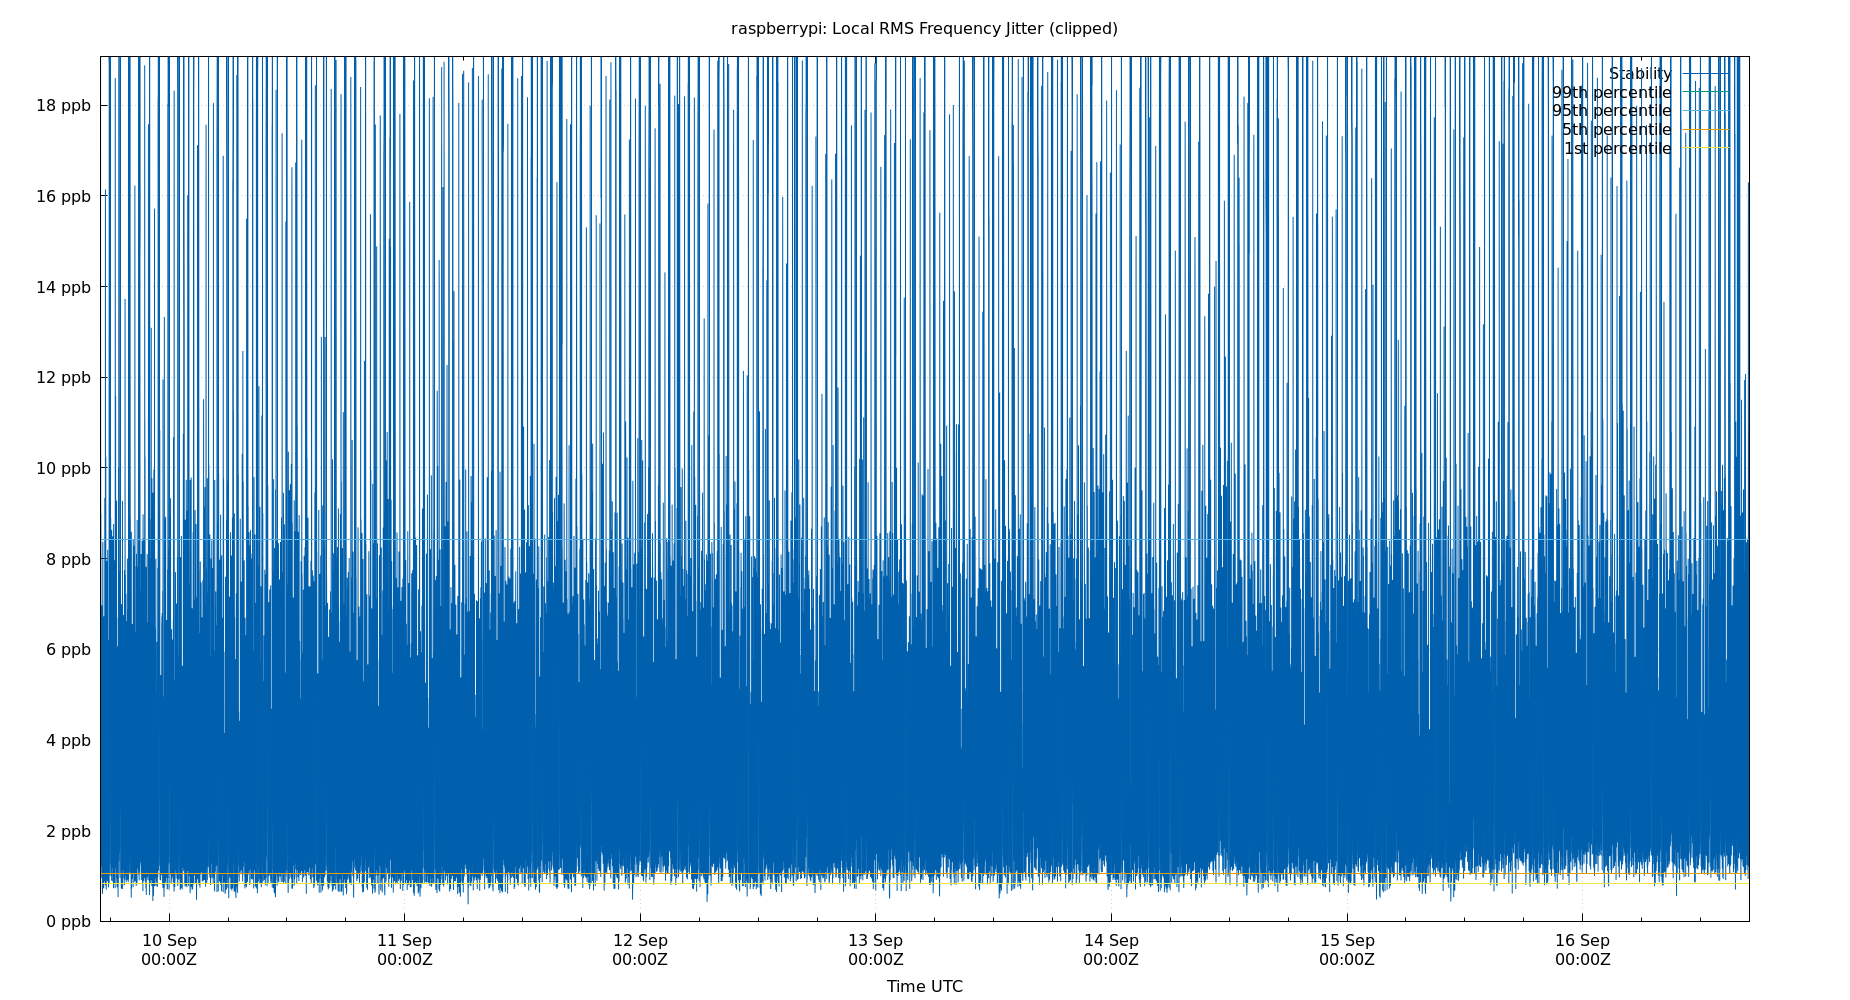 raspberrypi: Local RMS Frequency Jitter (clipped)
Stability
99th percentile
95th percentile
5th percentile
1st percentile
18 ppb
16 ppb
14 ppb
12 ppb
10 ppb
8 ppb
6 ppb
4 ppb
2 ppb
0 ppb
10 Sep 11 Sep 12 Sep 13 Sep 14 Sep 15 Sep 16 Sep
00:00Z 00:00Z 00:00Z 00:00Z 00:00Z 00:00Z 00:00Z
Time UTC